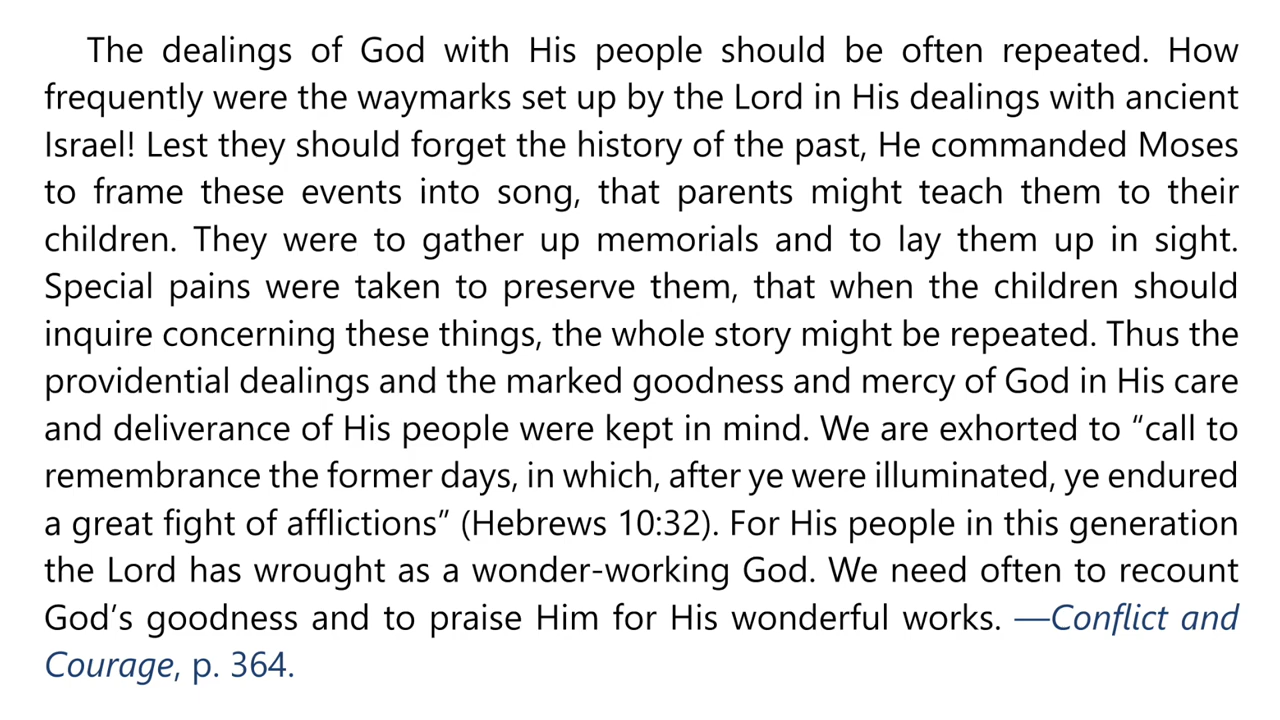 The dealings of God with His people should be often repeated. How
frequently were the waymarks set up by the Lord in His dealings with ancient
Israel! Lest they should forget the history of the past, He commanded Moses
to frame these events into song, that parents might teach them to their
children. They were to gather up memorials and to lay them up in sight.
Special pains were taken to preserve them, that when the children should
inquire concerning these things, the whole story might be repeated. Thus the
providential dealings and the marked goodness and mercy of God in His care
and deliverance of His people were kept in mind. We are exhorted to “call to
remembrance the former days, in which, after ye were illuminated, ye endured
a great fight of afflictions” (Hebrews 10:32). For His people in this generation
the Lord has wrought as a wonder-working God. We need often to recount
God’s goodness and to praise Him for His wonderful works. —Conflict and
Courage, p. 364.